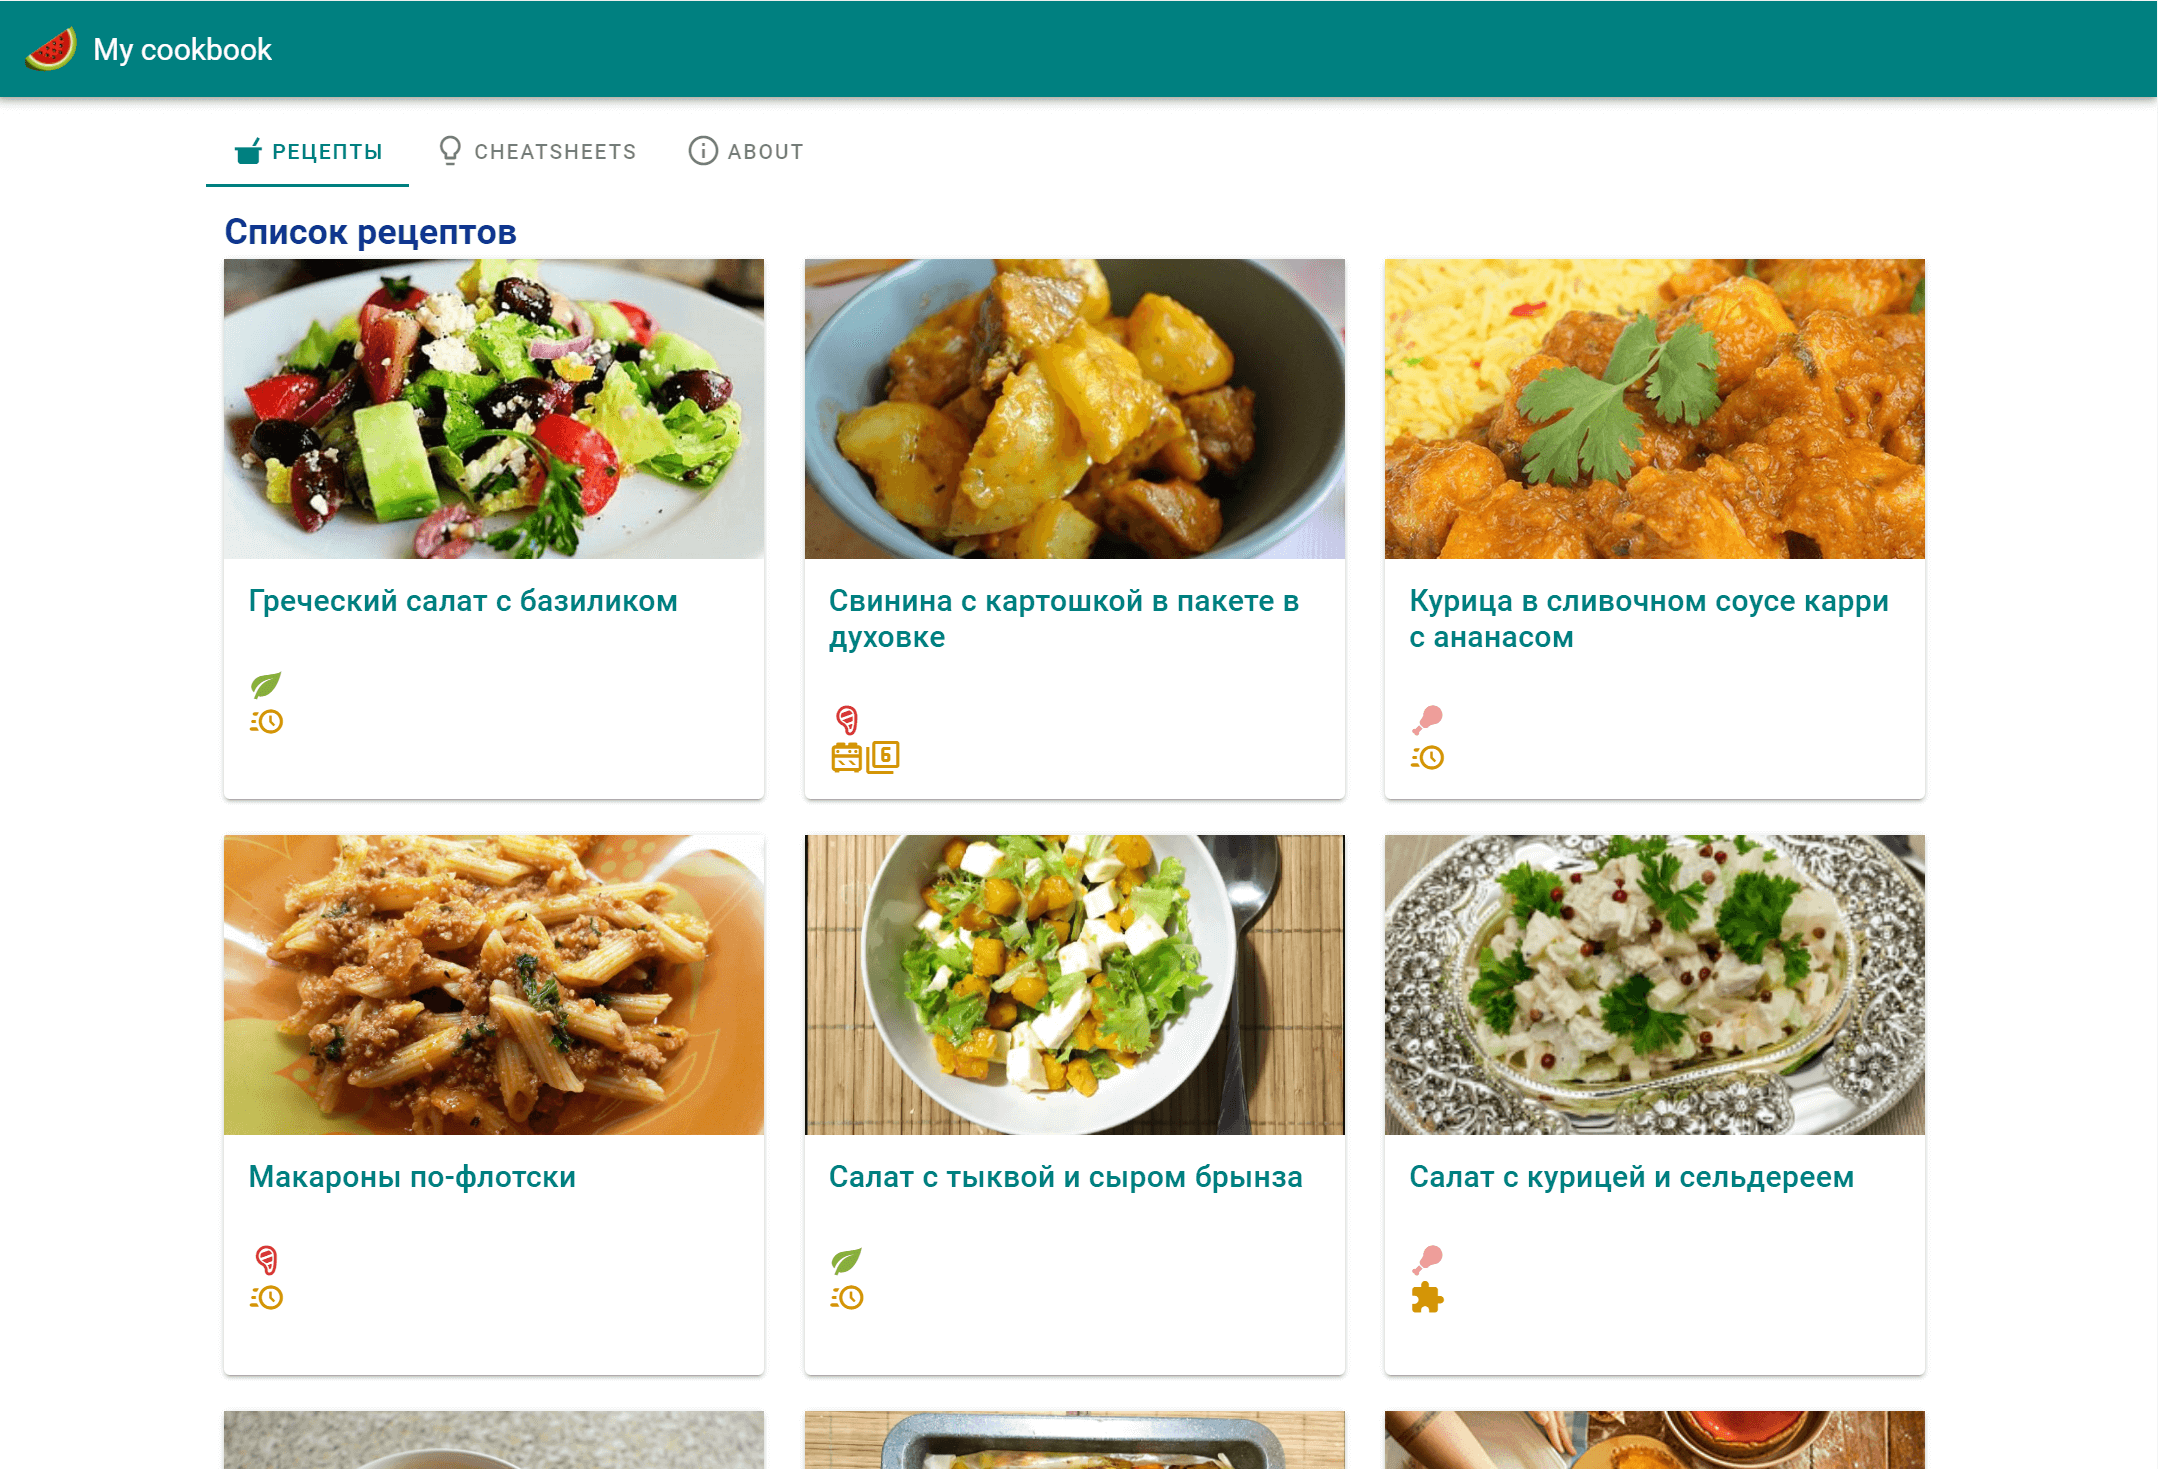 My cookbook
РЕЦЕПТЫ
CHEATSHEETS
ABOUT
Список рецептов
Греческий салат с базиликом
Свинина с картошкой в пакете в
духовке
6
Курица в сливочном соусе карри
с ананасом
Макароны по-флотски
Салат с тыквой и сыром брынза
Салат с курицей и сельдереем